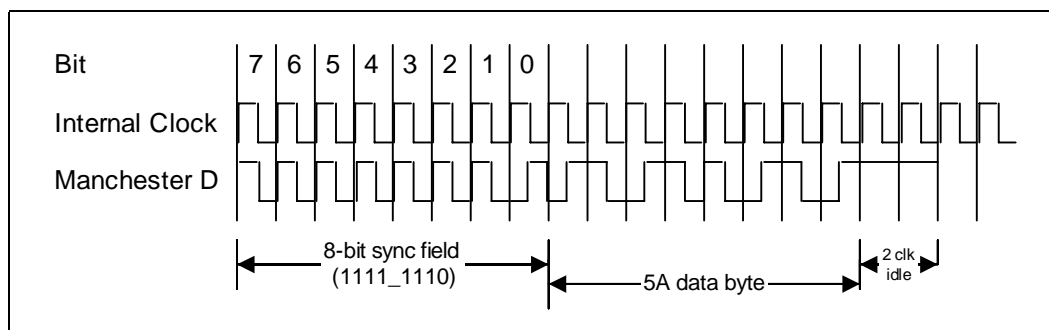 Bit 7 6 5 4 3 2 1 0
Internal Clock
Manchester D
8-bit sync field
(1111_1110)
5A data byte
2 clk
idle